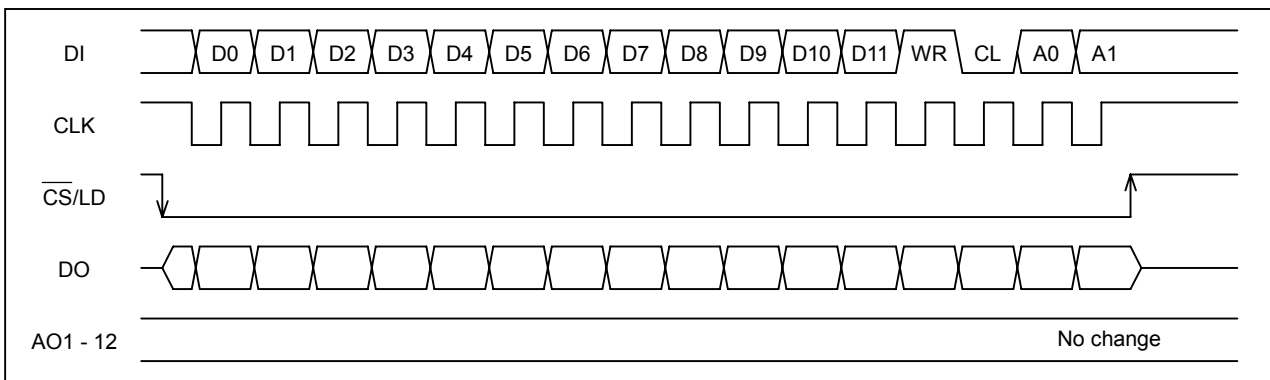 DI D0 D1 D2 D3 D4 D5 D6 D7 D8 D9 D10 D11 WR CL A0 A1
CLK
CS/LD
DO
AO1 - 12 No change